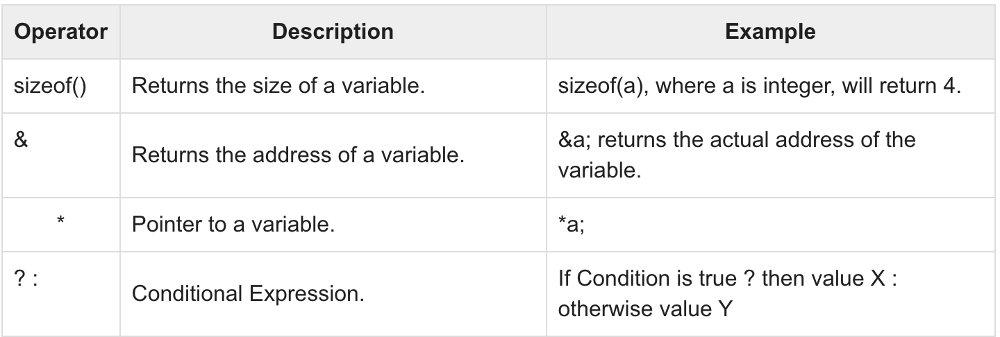 Operator Description Example
sizeof() Returns the size of a variable. sizeof(a), where a is integer, will return 4.
& Returns the address of a variable. &a; returns the actual address of the
variable.
* Pointer to a variable. *a;
? : Conditional Expression. If Condition is true ? then value X :
otherwise value Y